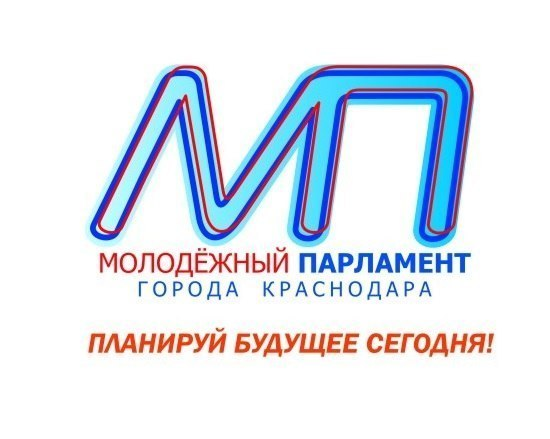 МП
МОЛОДЁЖНЫЙ ПАРЛАМЕНТ
ГОРОДА КРАСНОДАРА
ПЛАНИРУЙ БУДУЩЕЕ СЕГОДНЯ!